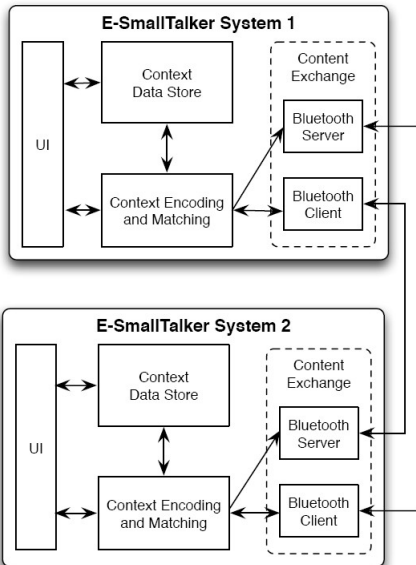 E-SmallTalker System 1
UI
Context
Data Store
Context Encoding
and Matching
Content
Exchange
Bluetooth
Server
Bluetooth
Client
E-SmallTalker System 2
UI
Context
Data Store
Context Encoding
and Matching
Content
Exchange
Bluetooth
Server
Bluetooth
Client